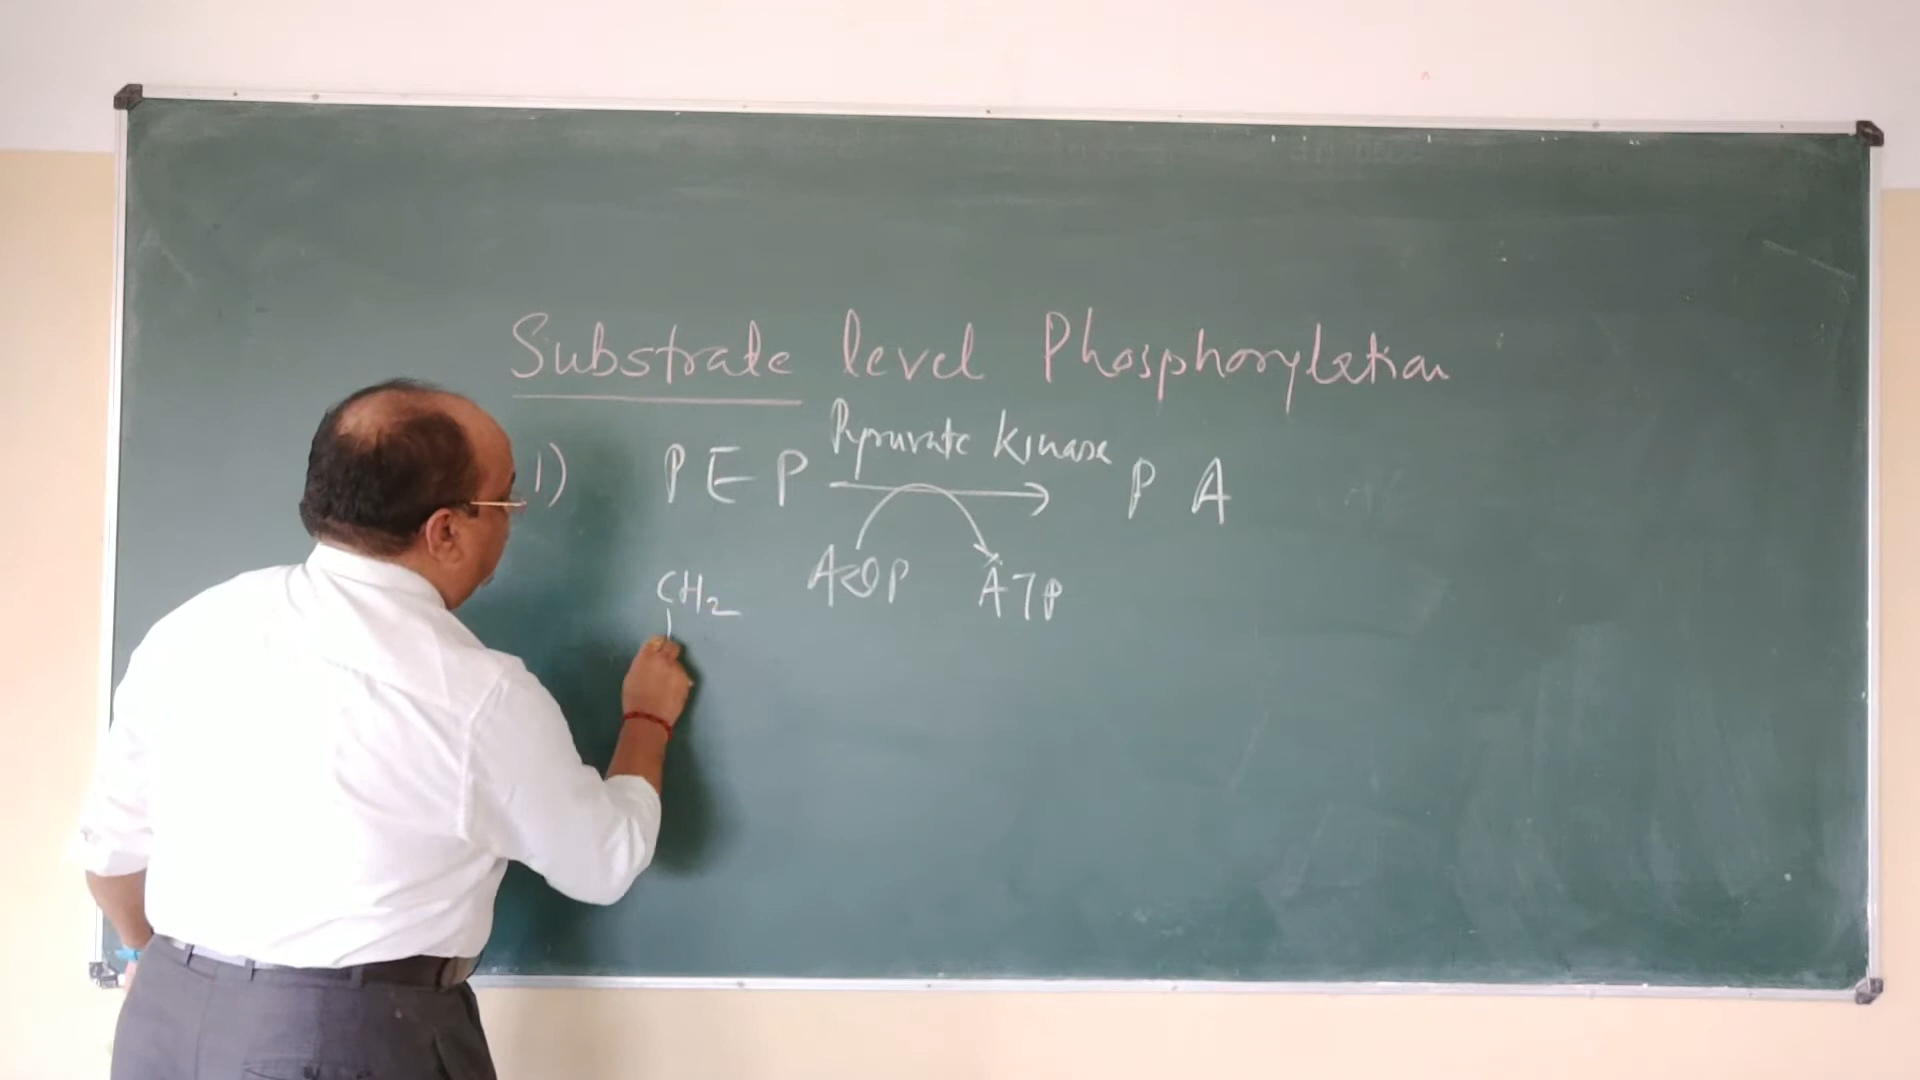 Substrate level Phosphorylation
Pyruvate kinase
1) PEP → PA
ADP ATP
CH2